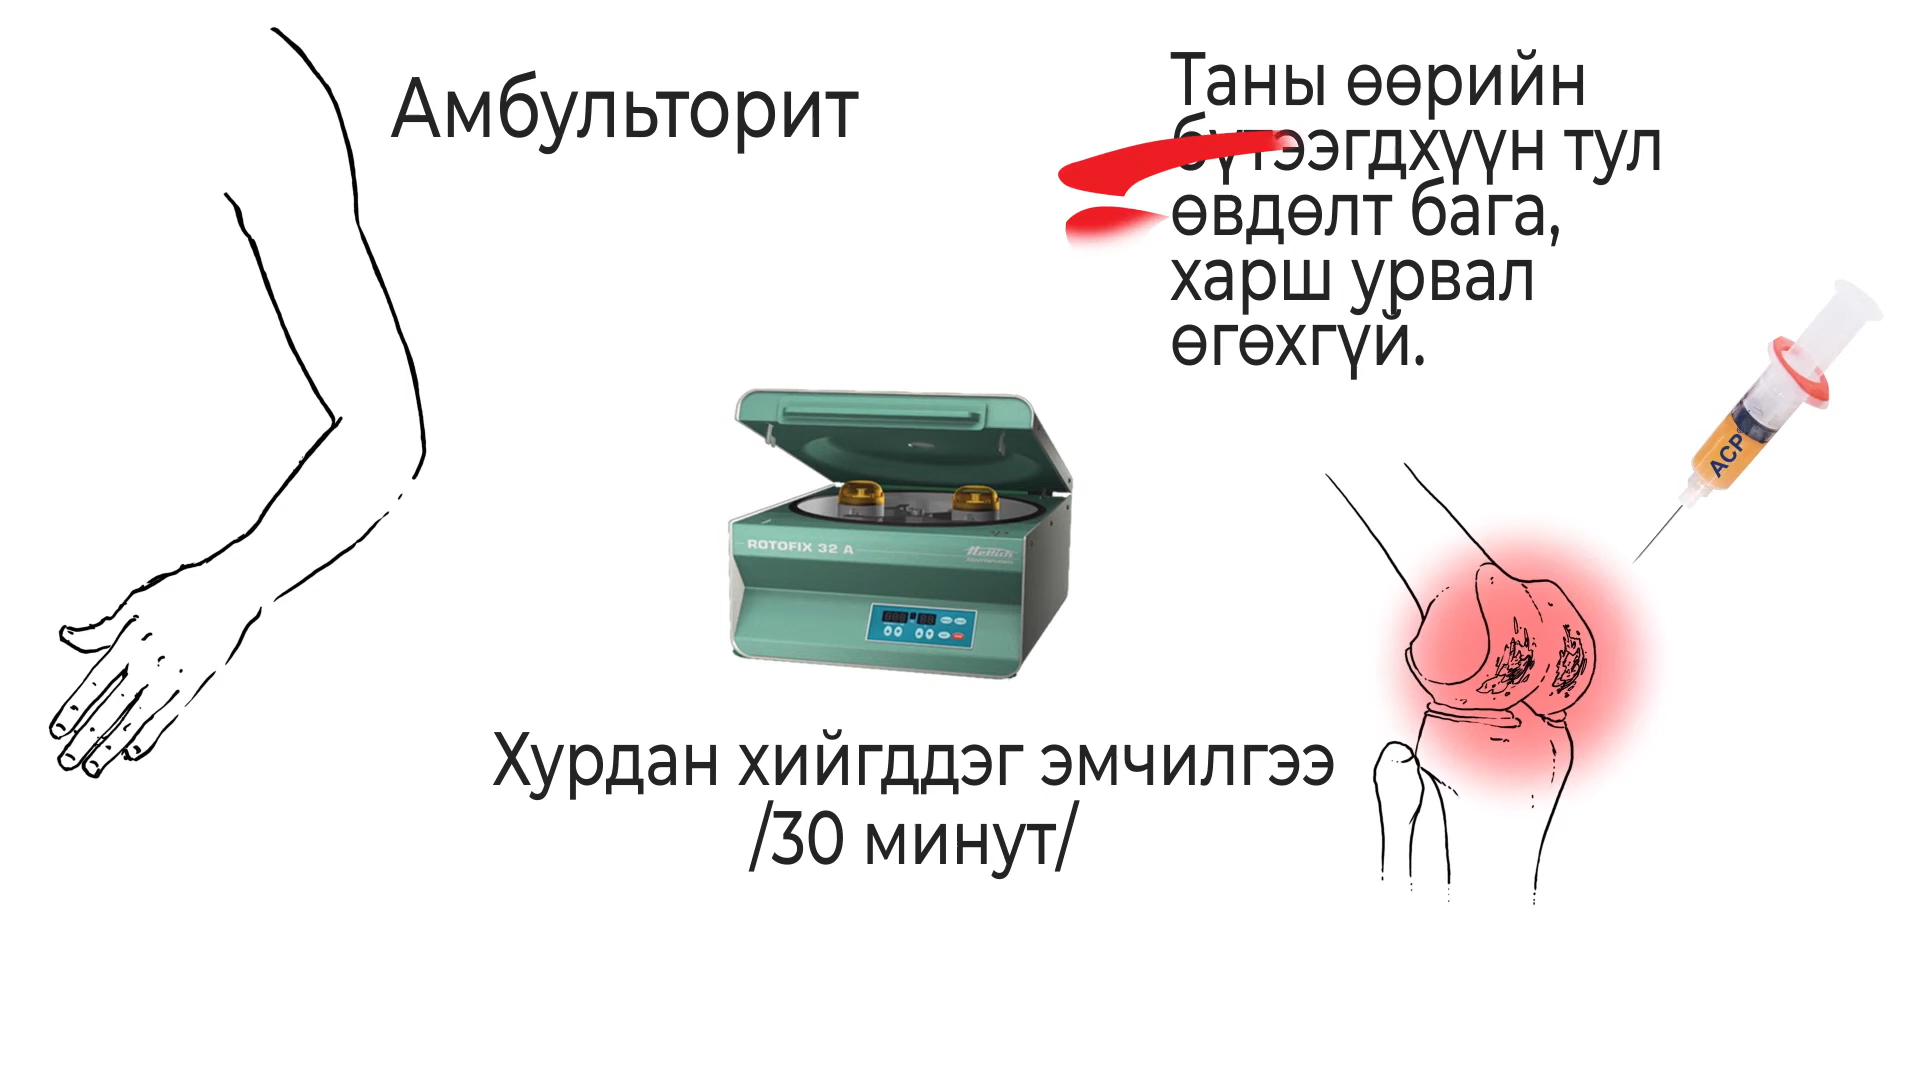 Амбульторит
Таны өөрийн
бүтээгдхүүн тул
өвдөлт бага,
харш урвал
өгөхгүй.
ACP
ROTOFIX 32 A
Hettich
Хурдан хийгддэг эмчилгээ
/30 минут/